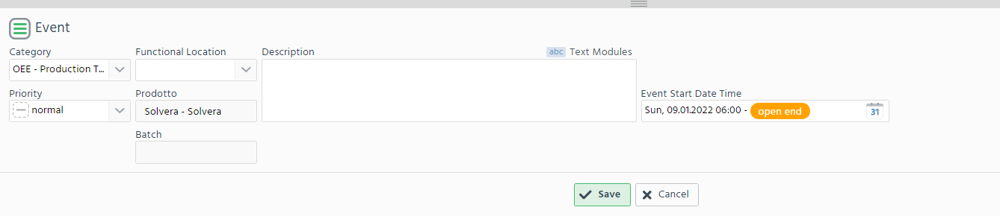 Event
Category
Functional Location
Description
abc Text Modules
OEE - Production T...
Priority
Prodotto
Event Start Date Time
normal
Solvera - Solvera
Sun, 09.01.2022 06:00 - open end
31
Batch
Save
Cancel